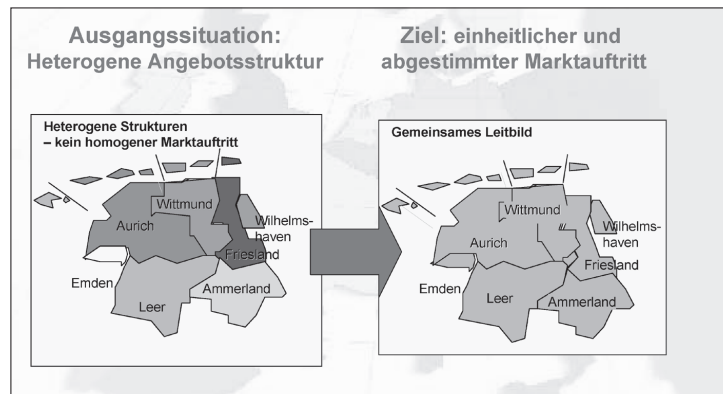 Ausgangssituation:
Heterogene Angebotsstruktur
Ziel: einheitlicher und
abgestimmter Marktauftritt
Heterogene Strukturen
– kein homogener Marktauftritt
Wittmund
Aurich
Wilhelms-
haven
Friesland
Emden
Leer
Ammerland
Gemeinsames Leitbild
Wittmund
Aurich
Wilhelms-
haven
Friesland
Emden
Leer
Ammerland